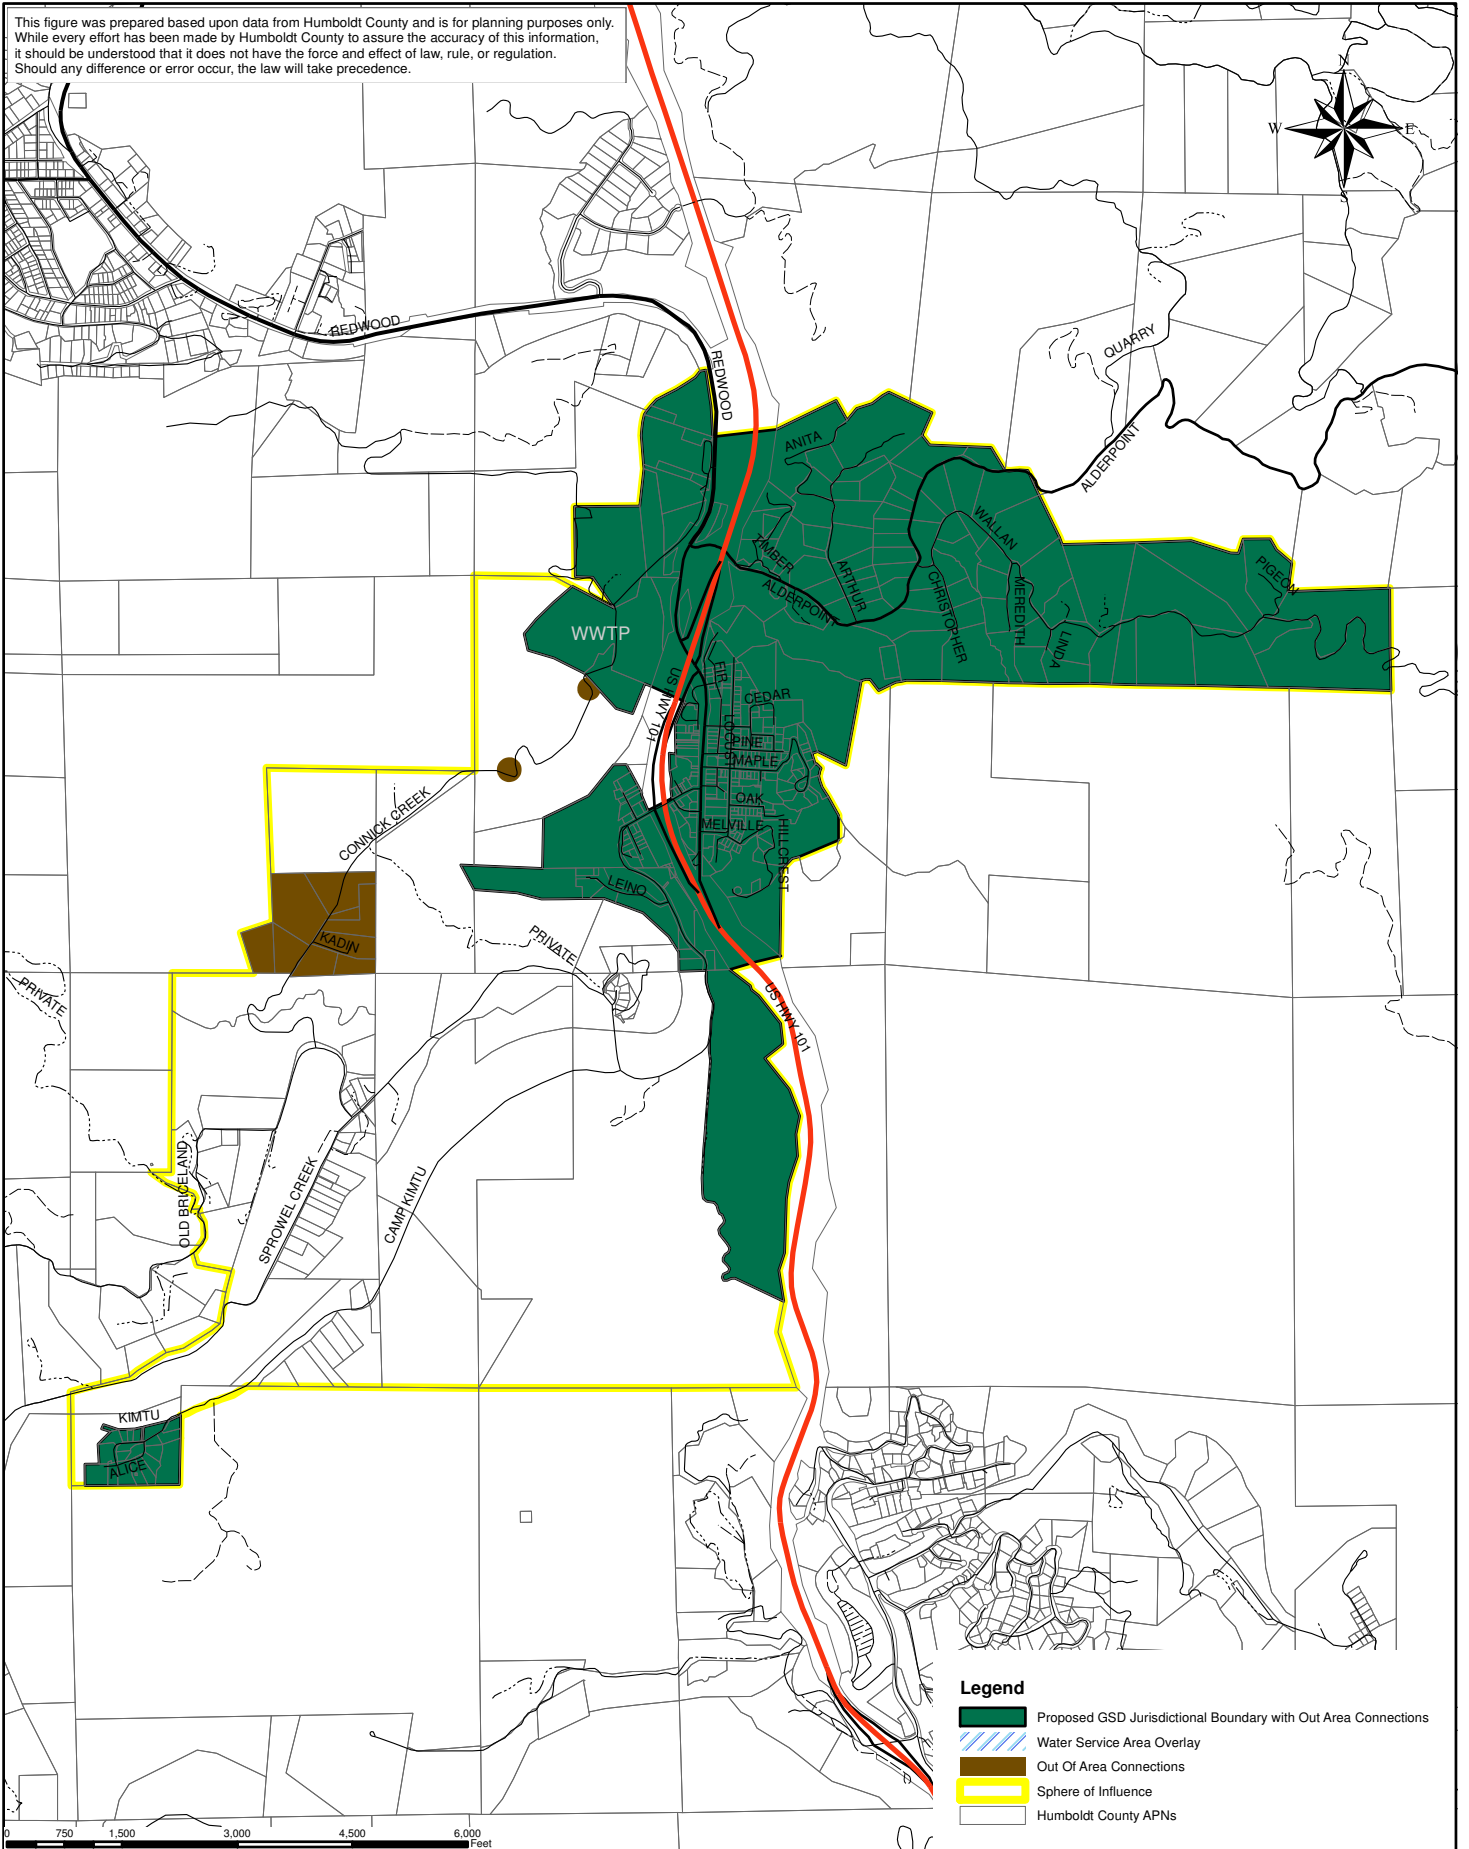 This figure was prepared based upon data from Humboldt County and is for planning purposes only.
While every effort has been made by Humboldt County to assure the accuracy of this information,
it should be understood that it does not have the force and effect of law, rule, or regulation.
Should any difference or error occur, the law will take precedence.
N
W
E
S
REDWOOD
REDWOOD
QUARRY
ALDERPOINT
ANITA
WALLAN
TIMBER
ARTHUR
ALDERPOINT
CHRISTOPHER
MEREDITH
LINDA
PIGEON
WWTP
US HWY 101
FIR
CEDAR
LOCUST
PINE
MAPLE
OAK
MELVILLE
HILLCREST
CONNICK CREEK
LEINO
KADIN
PRIVATE
PRIVATE
US HWY 101
OLD BRICELAND
SPROWEL CREEK
CAMP KIMTU
KIMTU
ALICE
Legend
Proposed GSD Jurisdictional Boundary with Out Area Connections
Water Service Area Overlay
Out Of Area Connections
Sphere of Influence
Humboldt County APNs
0 750 1,500 3,000 4,500 6,000
Feet